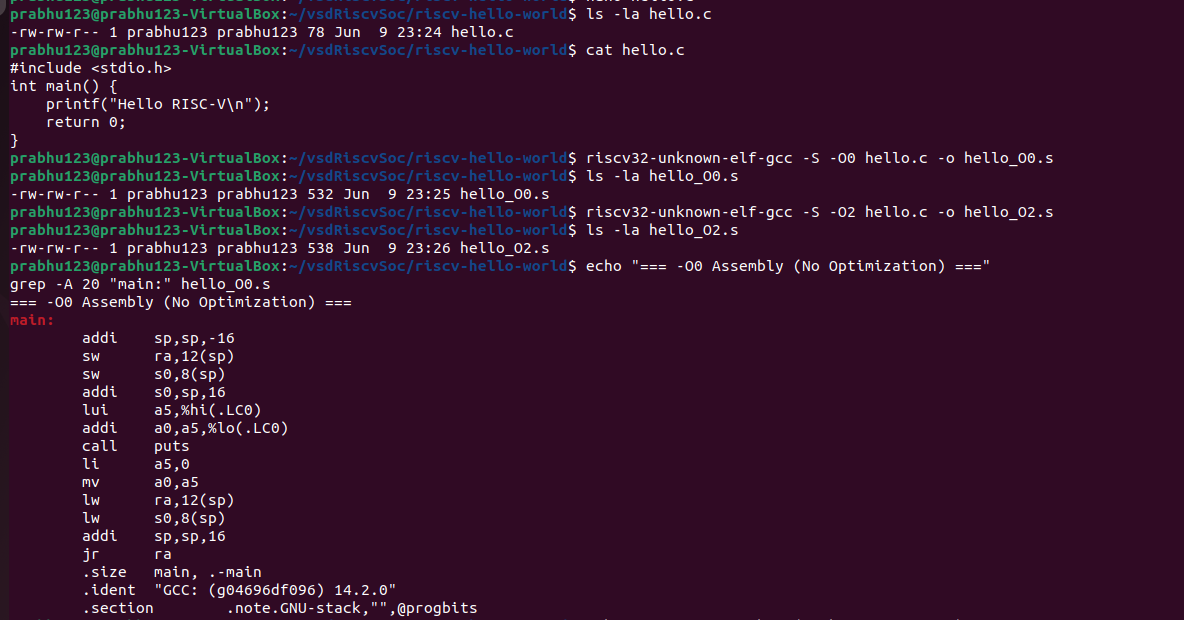 prabhu123@prabhu123-VirtualBox:~/vsdRiscvSoc/riscv-hello-world$ ls -la hello.c
-rw-rw-r-- 1 prabhu123 prabhu123 78 Jun  9 23:24 hello.c
prabhu123@prabhu123-VirtualBox:~/vsdRiscvSoc/riscv-hello-world$ cat hello.c
#include <stdio.h>
int main() {
    printf("Hello RISC-V\n");
    return 0;
}
prabhu123@prabhu123-VirtualBox:~/vsdRiscvSoc/riscv-hello-world$ riscv32-unknown-elf-gcc -S -O0 hello.c -o hello_O0.s
prabhu123@prabhu123-VirtualBox:~/vsdRiscvSoc/riscv-hello-world$ ls -la hello_O0.s
-rw-rw-r-- 1 prabhu123 prabhu123 532 Jun  9 23:25 hello_O0.s
prabhu123@prabhu123-VirtualBox:~/vsdRiscvSoc/riscv-hello-world$ riscv32-unknown-elf-gcc -S -O2 hello.c -o hello_O2.s
prabhu123@prabhu123-VirtualBox:~/vsdRiscvSoc/riscv-hello-world$ ls -la hello_O2.s
-rw-rw-r-- 1 prabhu123 prabhu123 538 Jun  9 23:26 hello_O2.s
prabhu123@prabhu123-VirtualBox:~/vsdRiscvSoc/riscv-hello-world$ echo "=== -O0 Assembly (No Optimization) ==="
grep -A 20 "main:" hello_O0.s
=== -O0 Assembly (No Optimization) ===
main:
        addi    sp,sp,-16
        sw      ra,12(sp)
        sw      s0,8(sp)
        addi    s0,sp,16
        lui     a5,%hi(.LC0)
        addi    a0,a5,%lo(.LC0)
        call    puts
        li      a5,0
        mv      a0,a5
        lw      ra,12(sp)
        lw      s0,8(sp)
        addi    sp,sp,16
        jr      ra
        .size   main, .-main
        .ident  "GCC: (g04696df096) 14.2.0"
        .section        .note.GNU-stack,"",@progbits